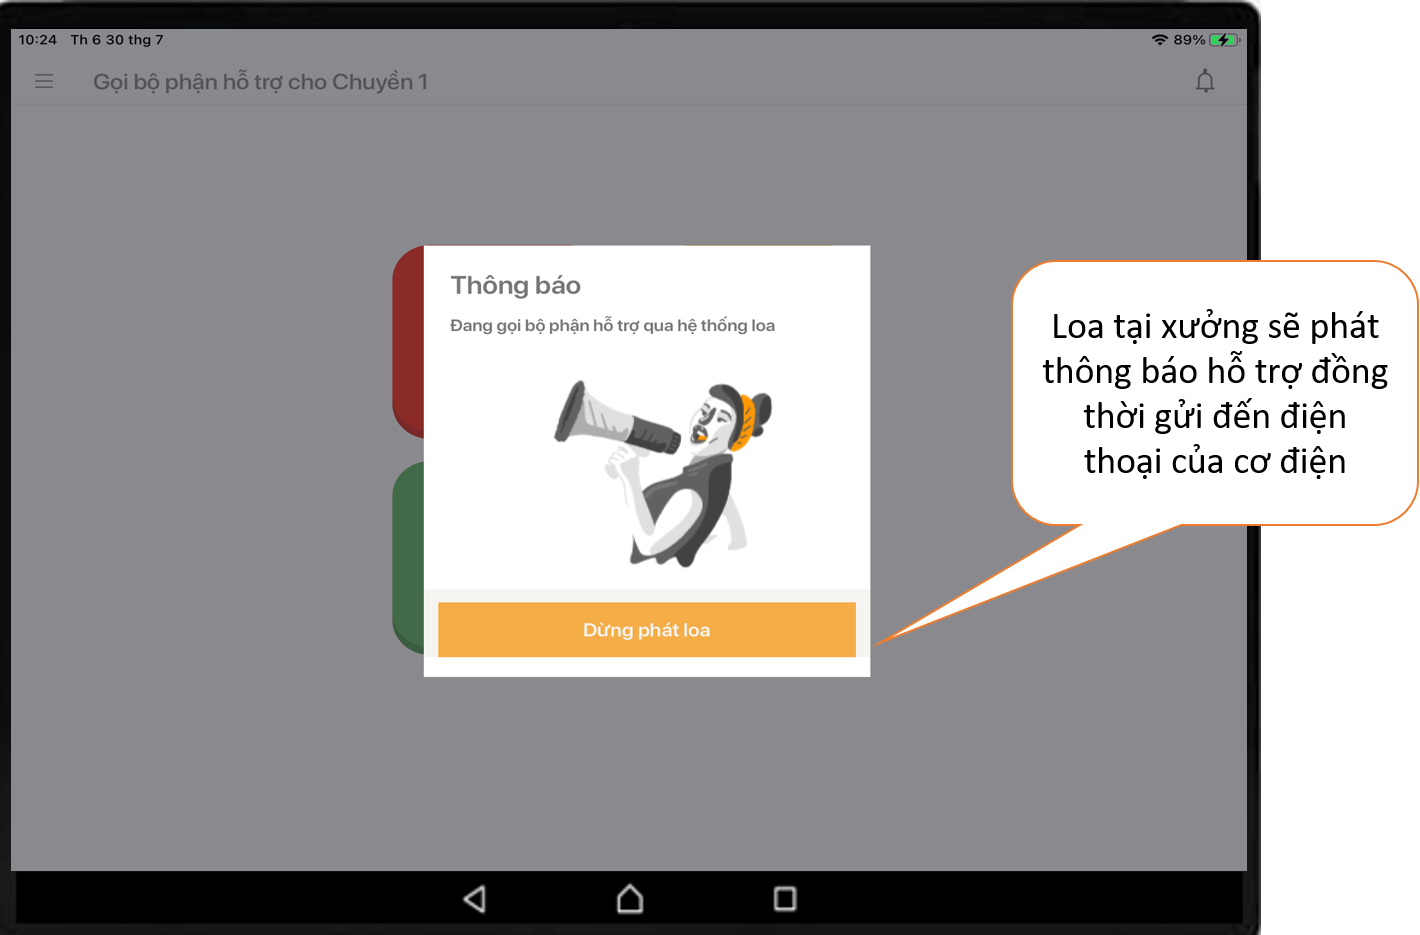 10:24 Th 6 30 thg 7
89%
Gọi bộ phận hỗ trợ cho Chuyền 1
Thông báo
Đang gọi bộ phận hỗ trợ qua hệ thống loa
Dừng phát loa
Loa tại xưởng sẽ phát
thông báo hỗ trợ đồng
thời gửi đến điện
thoại của cơ điện